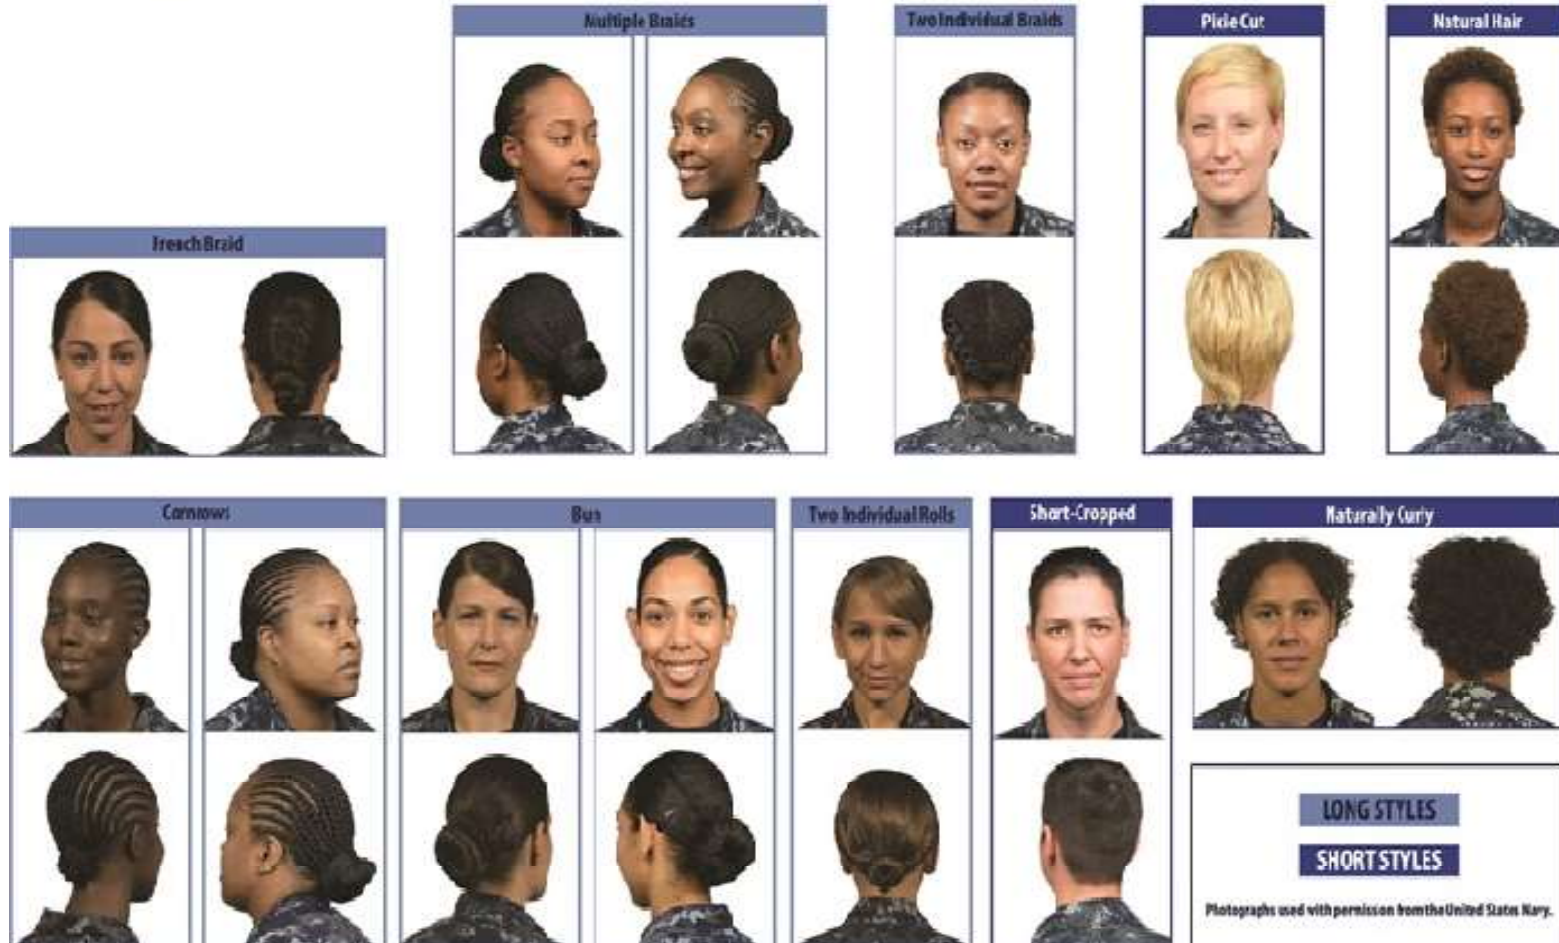 Multiple Braids
Two Individual Braids
Pixie Cut
Natural Hair
French Braid
Cornrows
Bun
Two Individual Rolls
Short-Cropped
Naturally Curly
LONG STYLES
SHORT STYLES
Photographs used with permission from the United States Navy.